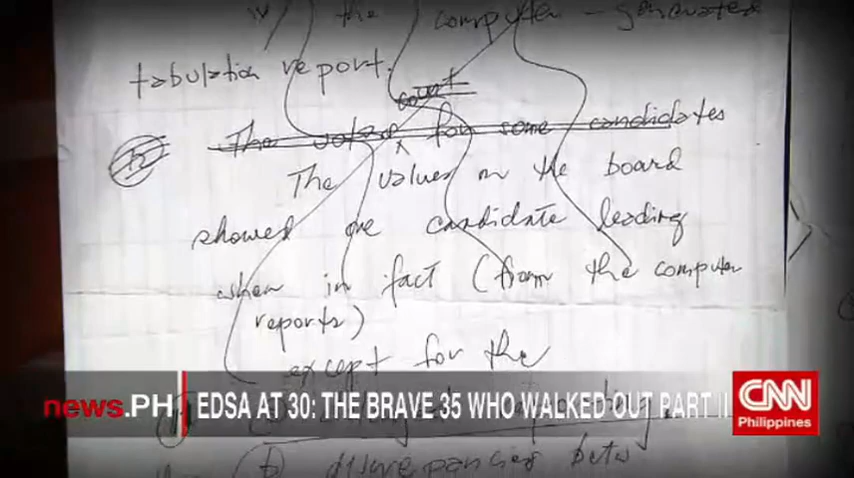 the computer-generated
tabulation report.
count
12 The votes for some candidates
The values on the board
showed one candidate leading
when in fact (from the computer
reports)
except for the
news.PH EDSA AT 30: THE BRAVE 35 WHO WALKED OUT PART II
CNN
Philippines
(b) discrepancies betw